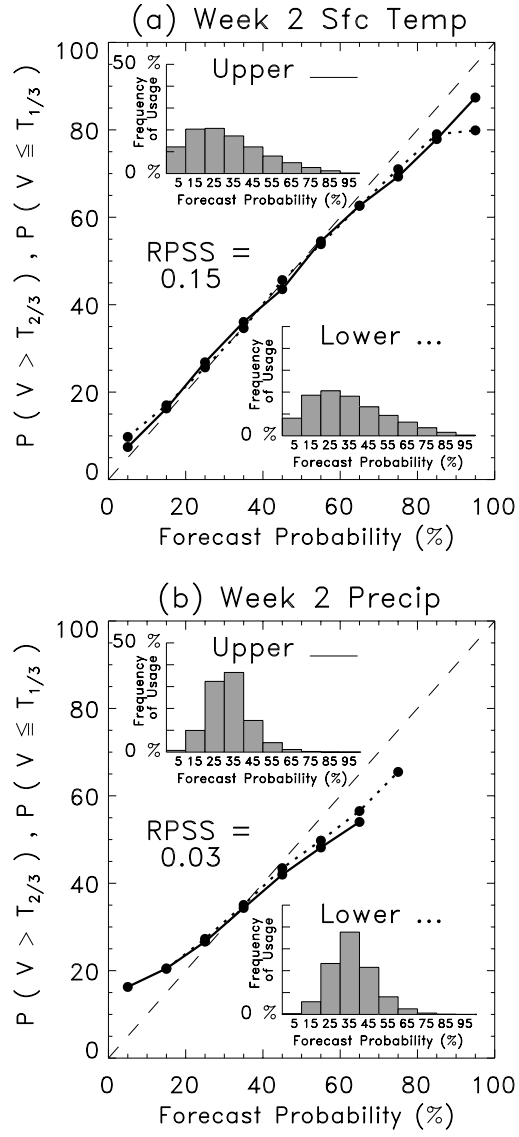 (a) Week 2 Sfc Temp
P ( V > T2/3 ) , P ( V ≦ T1/3 )
100
80
60
40
20
0
50 %
Frequency
of Usage
0 %
Upper ____
5 15 25 35 45 55 65 75 85 95
Forecast Probability (%)
RPSS =
0.15
Lower ...
Frequency
of Usage
0 %
5 15 25 35 45 55 65 75 85 95
Forecast Probability (%)
0 20 40 60 80 100
Forecast Probability (%)
(b) Week 2 Precip
P ( V > T2/3 ) , P ( V ≦ T1/3 )
100
80
60
40
20
0
50 %
Frequency
of Usage
0 %
Upper ____
5 15 25 35 45 55 65 75 85 95
Forecast Probability (%)
RPSS =
0.03
Lower ...
Frequency
of Usage
0 %
5 15 25 35 45 55 65 75 85 95
Forecast Probability (%)
0 20 40 60 80 100
Forecast Probability (%)